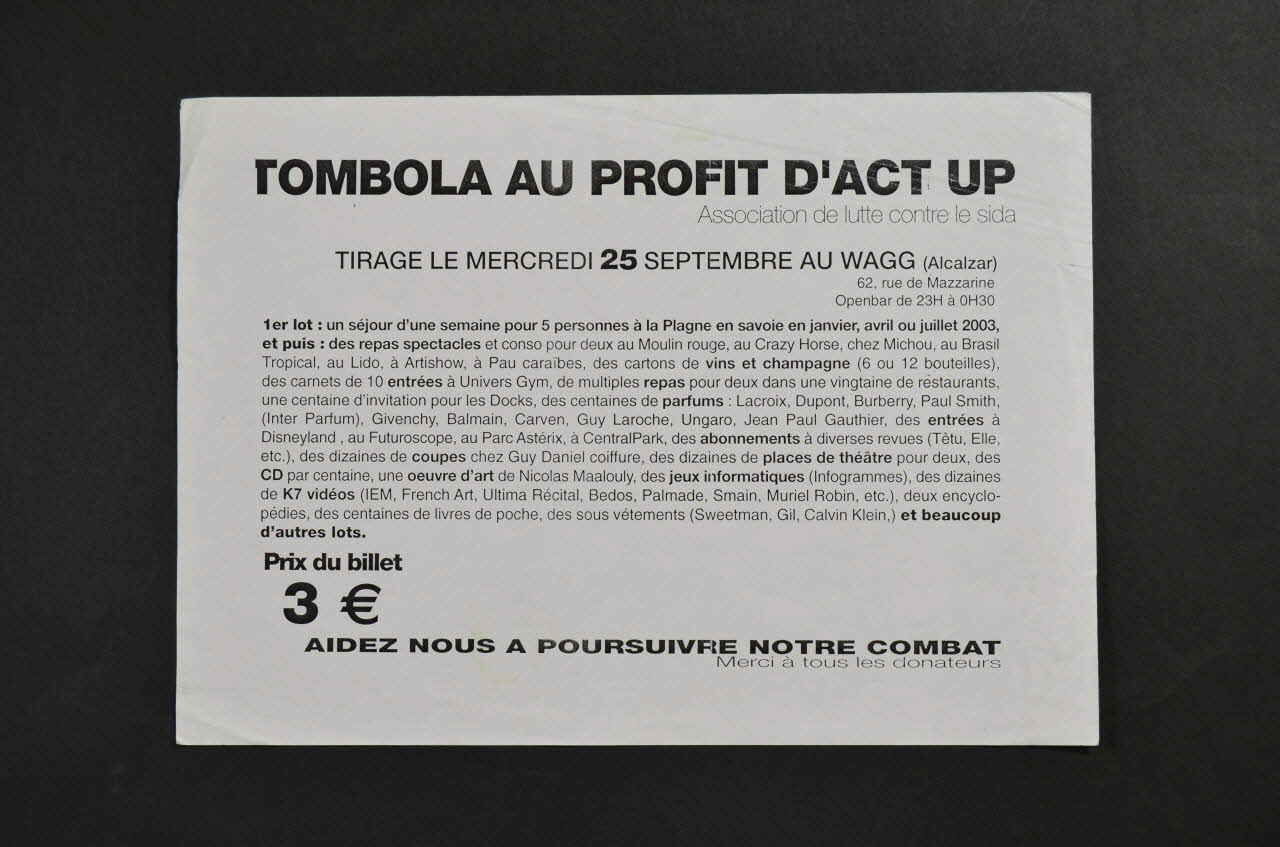 TOMBOLA AU PROFIT D'ACT UP
Association de lutte contre le sida
TIRAGE LE MERCREDI 25 SEPTEMBRE AU WAGG (Alcalzar)
62, rue de Mazzarine
Openbar de 23H à 0H30
1er lot : un séjour d'une semaine pour 5 personnes à la Plagne en savoie en janvier, avril ou juillet 2003,
et puis : des repas spectacles et conso pour deux au Moulin rouge, au Crazy Horse, chez Michou, au Brasil
Tropical, au Lido, à Artishow, à Pau caraïbes, des cartons de vins et champagne (6 ou 12 bouteilles),
des carnets de 10 entrées à Univers Gym, de multiples repas pour deux dans une vingtaine de restaurants,
une centaine d'invitation pour les Docks, des centaines de parfums : Lacroix, Dupont, Burberry, Paul Smith,
(Inter Parfum), Givenchy, Balmain, Carven, Guy Laroche, Ungaro, Jean Paul Gauthier, des entrées à
Disneyland , au Futuroscope, au Parc Astérix, à CentralPark, des abonnements à diverses revues (Têtu, Elle,
etc.), des dizaines de coupes chez Guy Daniel coiffure, des dizaines de places de théâtre pour deux, des
CD par centaine, une oeuvre d'art de Nicolas Maalouly, des jeux informatiques (Infogrammes), des dizaines
de K7 vidéos (IEM, French Art, Ultima Récital, Bedos, Palmade, Smain, Muriel Robin, etc.), deux encyclo-
pédies, des centaines de livres de poche, des sous vétements (Sweetman, Gil, Calvin Klein,) et beaucoup
d'autres lots.
Prix du billet
3 €
AIDEZ NOUS A POURSUIVRE NOTRE COMBAT
Merci à tous les donateurs